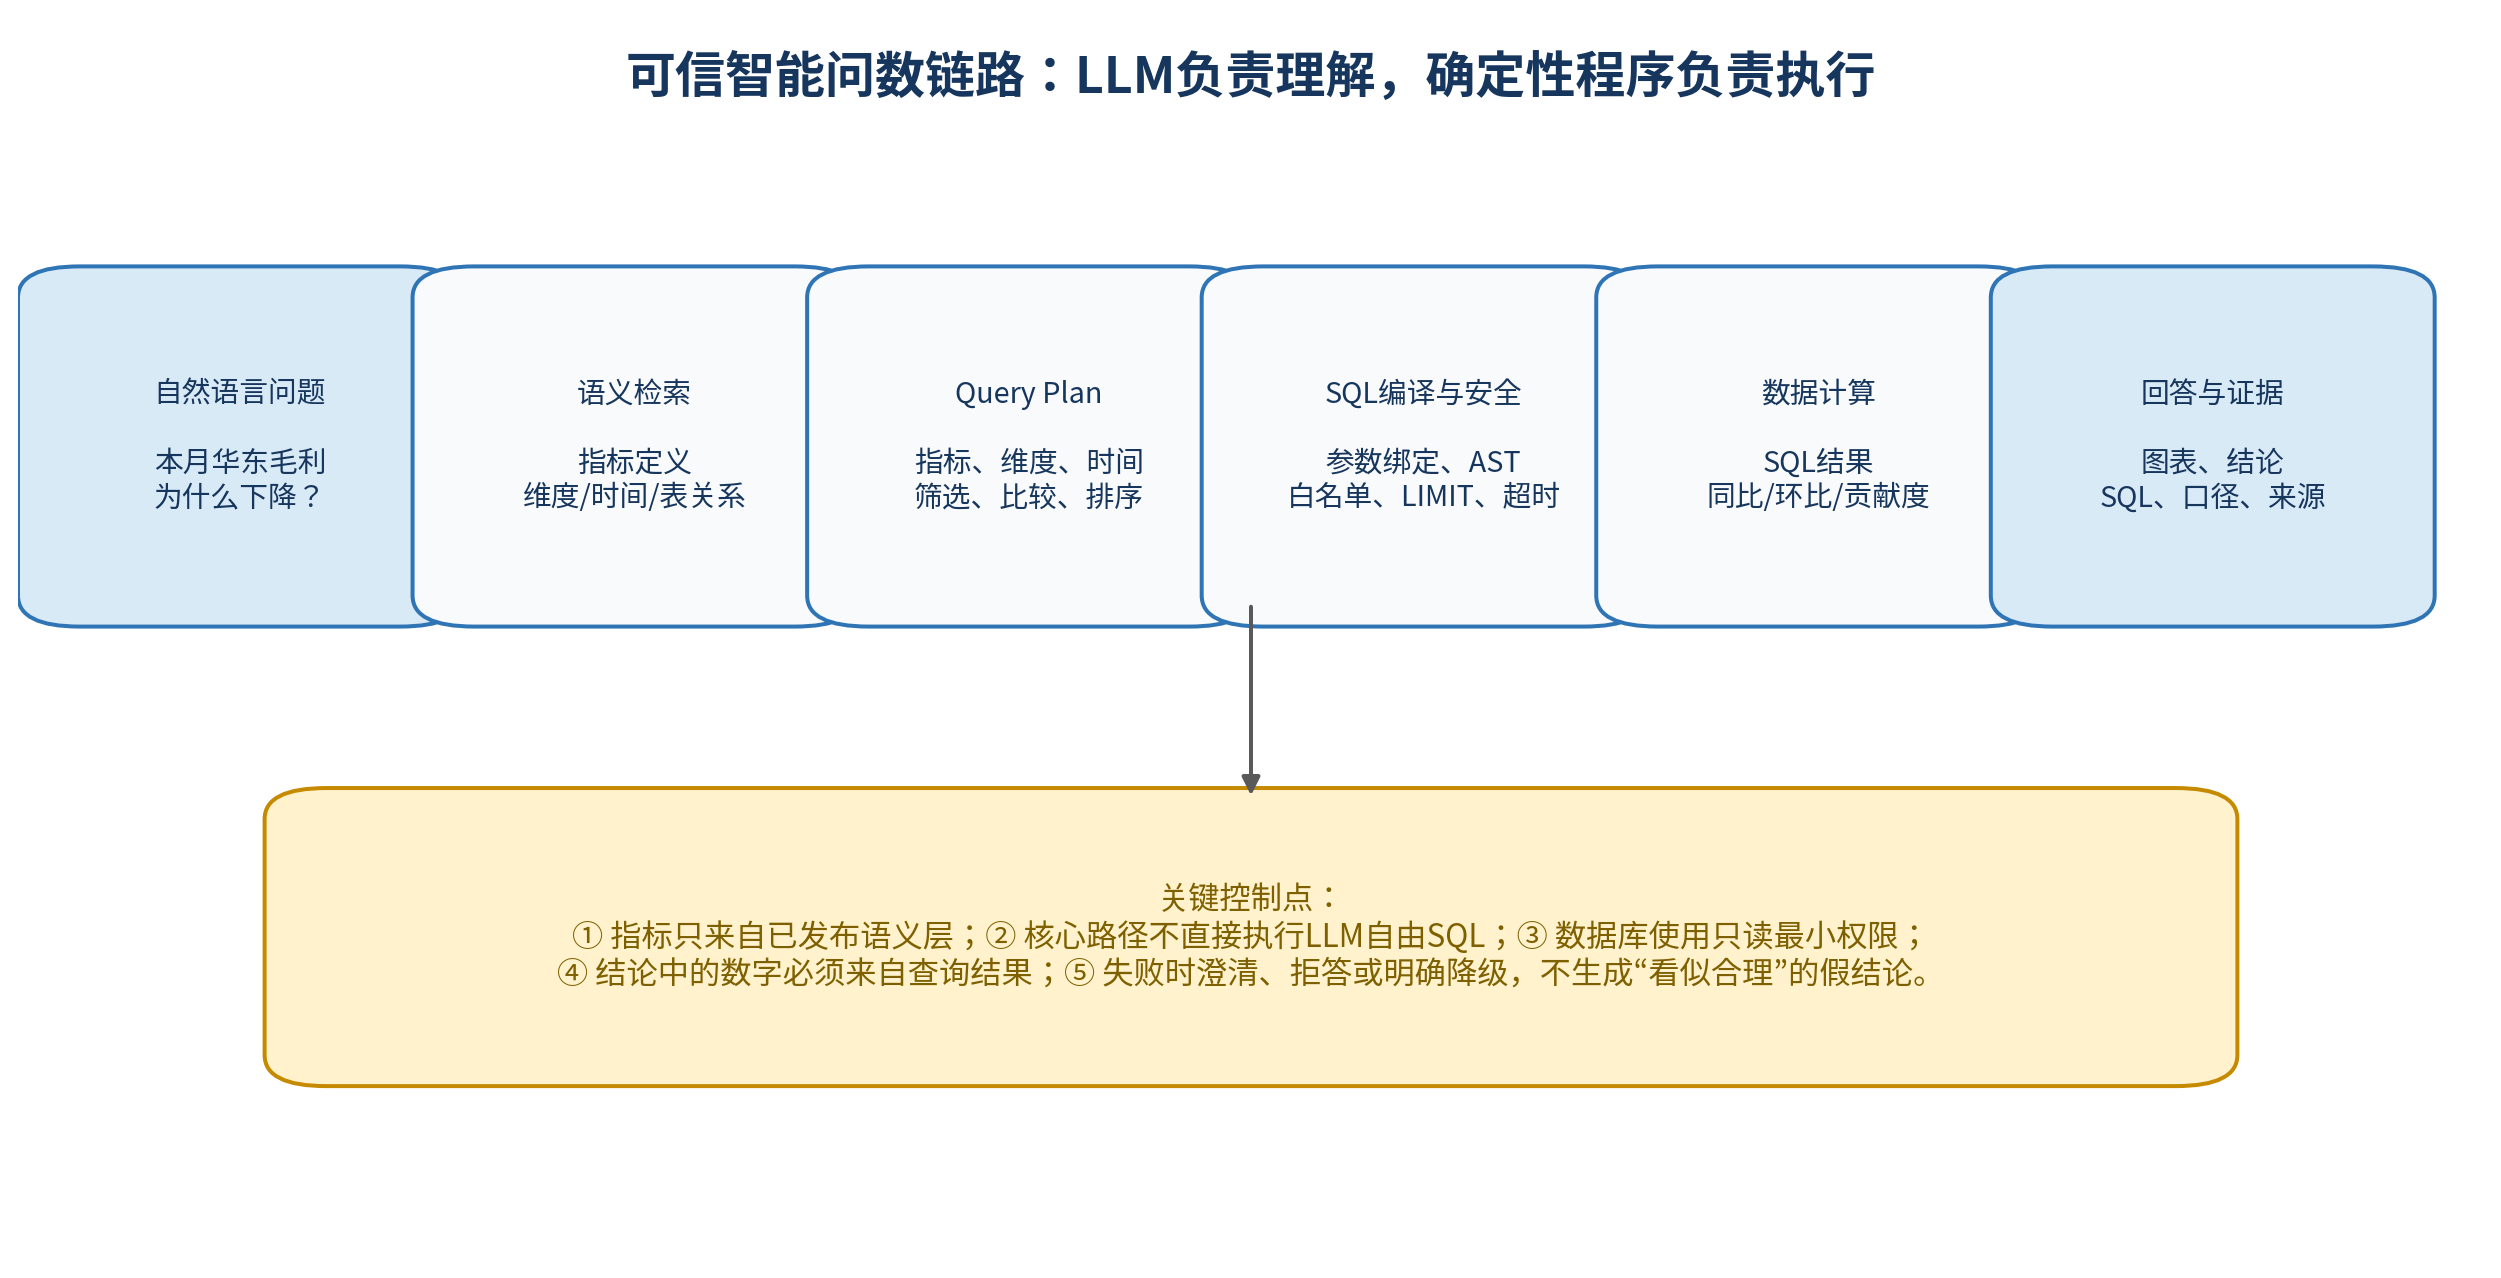 可信智能问数链路：LLM负责理解，确定性程序负责执行
自然语言问题
本月华东毛利
为什么下降？
语义检索
指标定义
维度/时间/表关系
Query Plan
指标、维度、时间
筛选、比较、排序
SQL编译与安全
参数绑定、AST
白名单、LIMIT、超时
数据计算
SQL结果
同比/环比/贡献度
回答与证据
图表、结论
SQL、口径、来源
关键控制点：
① 指标只来自已发布语义层；② 核心路径不直接执行LLM自由SQL；③ 数据库使用只读最小权限；
④ 结论中的数字必须来自查询结果；⑤ 失败时澄清、拒答或明确降级，不生成“看似合理”的假结论。